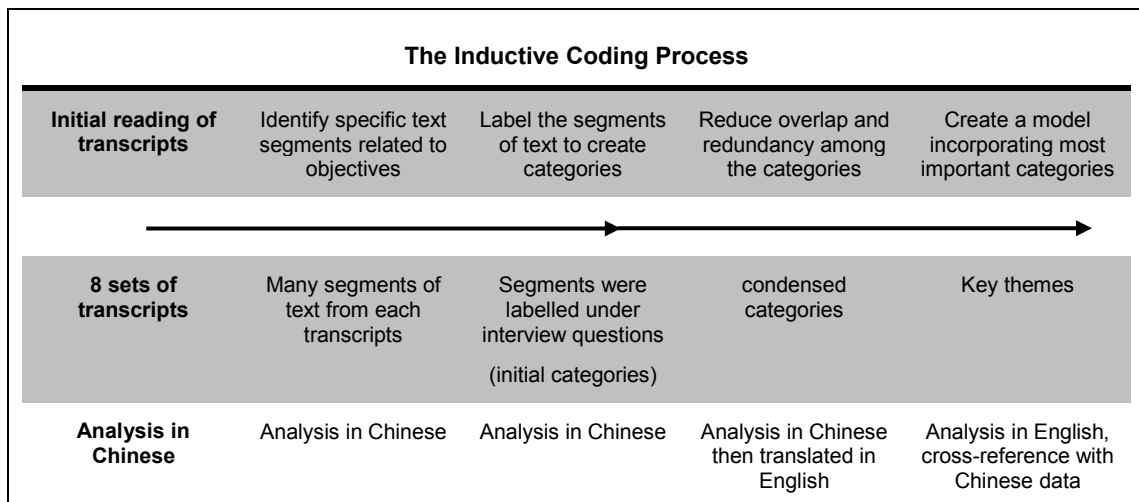 The Inductive Coding Process
Initial reading of
transcripts
Identify specific text
segments related to
objectives
Label the segments
of text to create
categories
Reduce overlap and
redundancy among
the categories
Create a model
incorporating most
important categories
8 sets of
transcripts
Many segments of
text from each
transcripts
Segments were
labelled under
interview questions
(initial categories)
condensed
categories
Key themes
Analysis in
Chinese
Analysis in Chinese
Analysis in Chinese
Analysis in Chinese
then translated in
English
Analysis in English,
cross-reference with
Chinese data